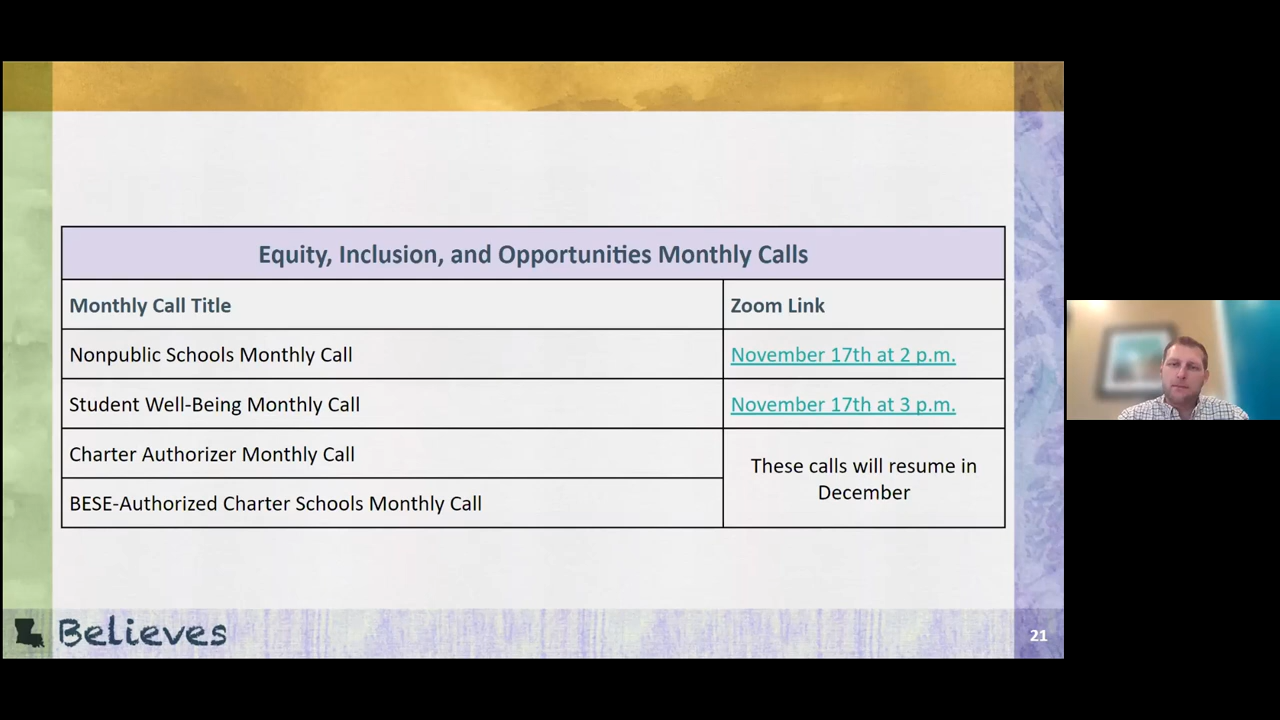 Equity, Inclusion, and Opportunities Monthly Calls
Monthly Call Title
Zoom Link
Nonpublic Schools Monthly Call
November 17th at 2 p.m.
Student Well-Being Monthly Call
November 17th at 3 p.m.
Charter Authorizer Monthly Call
BESE-Authorized Charter Schools Monthly Call
These calls will resume in
December
Believes
21